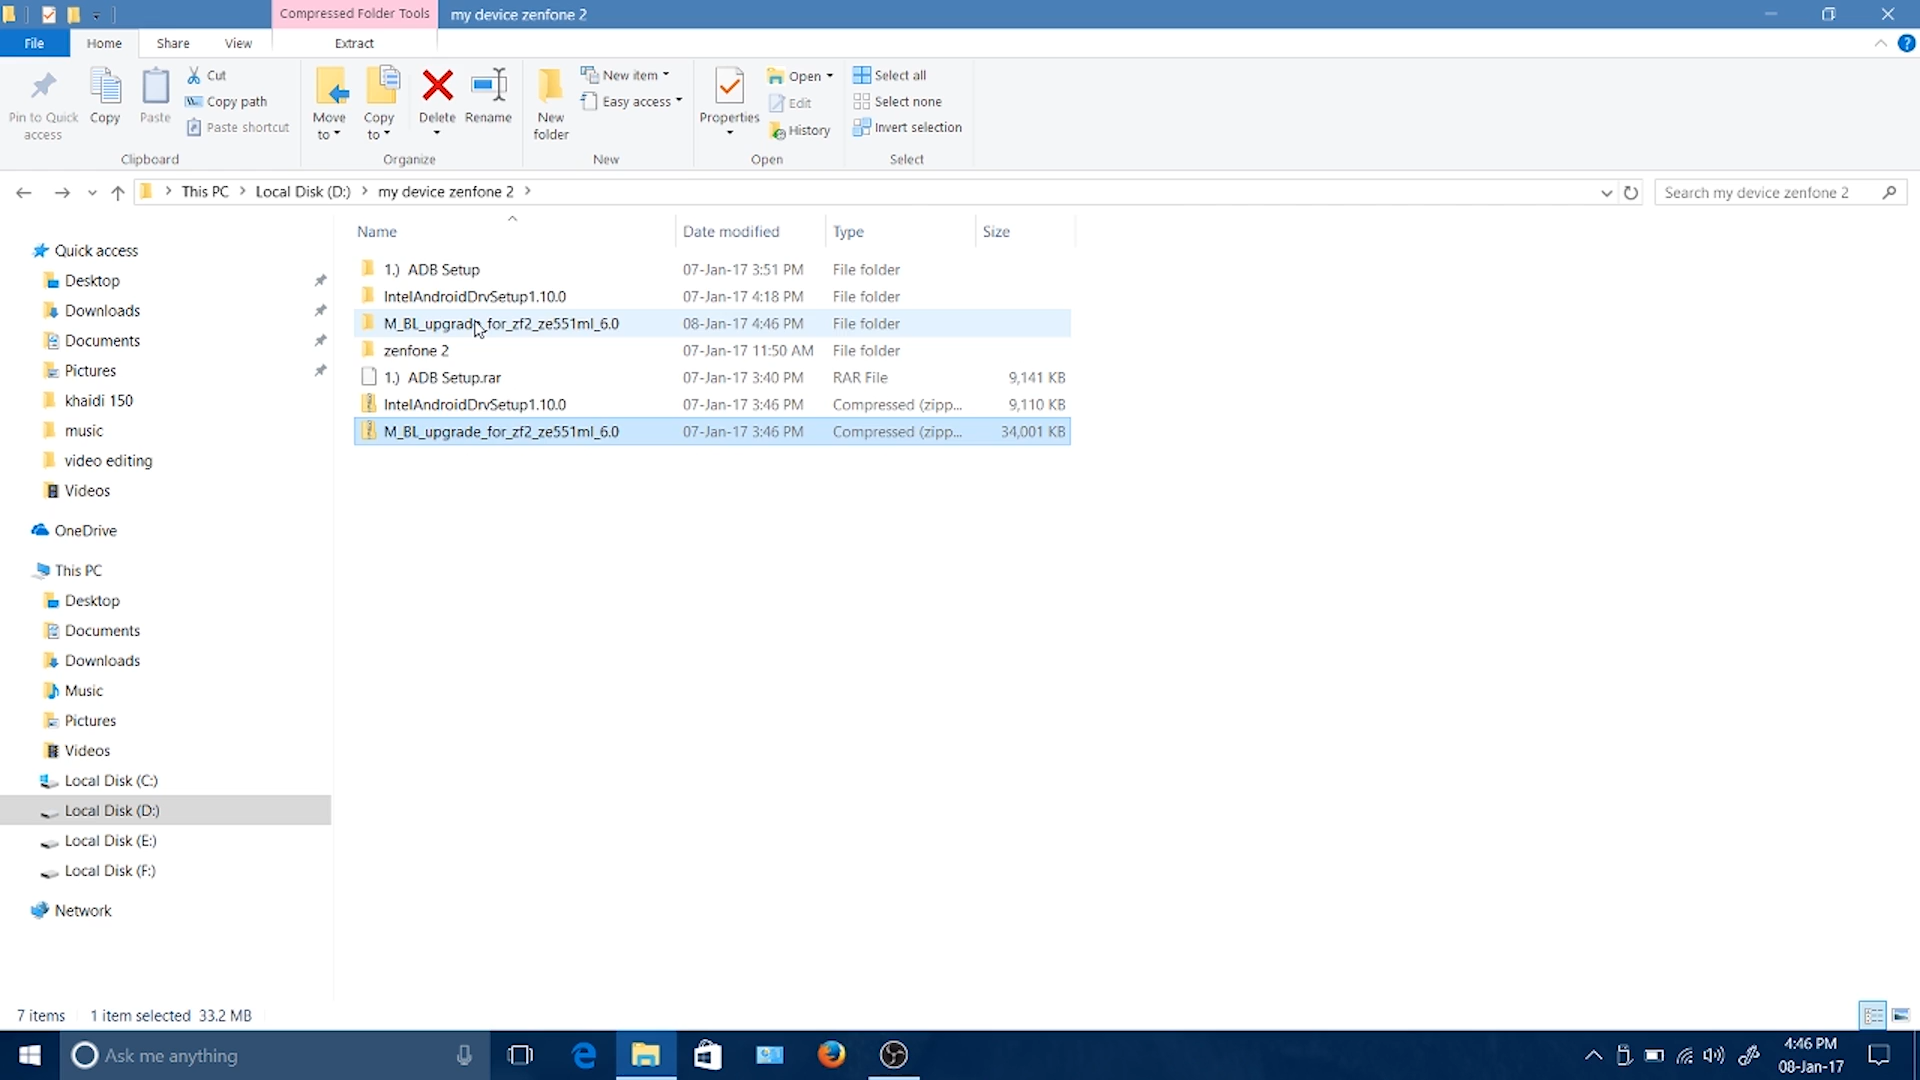 Compressed Folder Tools
my device zenfone 2
File
Home
Share
View
Extract
Pin to Quick access
Copy
Paste
Cut
Copy path
Paste shortcut
Clipboard
Move to
Copy to
Delete
Rename
Organize
New folder
New item
Easy access
New
Properties
Open
Edit
History
Open
Select all
Select none
Invert selection
Select
This PC > Local Disk (D:) > my device zenfone 2 >
Search my device zenfone 2
Name Date modified Type Size
1.) ADB Setup 07-Jan-17 3:51 PM File folder
IntelAndroidDrvSetup1.10.0 07-Jan-17 4:18 PM File folder
M_BL_upgrade_for_zf2_ze551ml_6.0 08-Jan-17 4:46 PM File folder
zenfone 2 07-Jan-17 11:50 AM File folder
1.) ADB Setup.rar 07-Jan-17 3:40 PM RAR File 9,141 KB
IntelAndroidDrvSetup1.10.0 07-Jan-17 3:46 PM Compressed (zipp... 9,110 KB
M_BL_upgrade_for_zf2_ze551ml_6.0 07-Jan-17 3:46 PM Compressed (zipp... 34,001 KB
Quick access
Desktop
Downloads
Documents
Pictures
khaidi 150
music
video editing
Videos
OneDrive
This PC
Desktop
Documents
Downloads
Music
Pictures
Videos
Local Disk (C:)
Local Disk (D:)
Local Disk (E:)
Local Disk (F:)
Network
7 items 1 item selected 33.2 MB
Ask me anything
4:46 PM
08-Jan-17